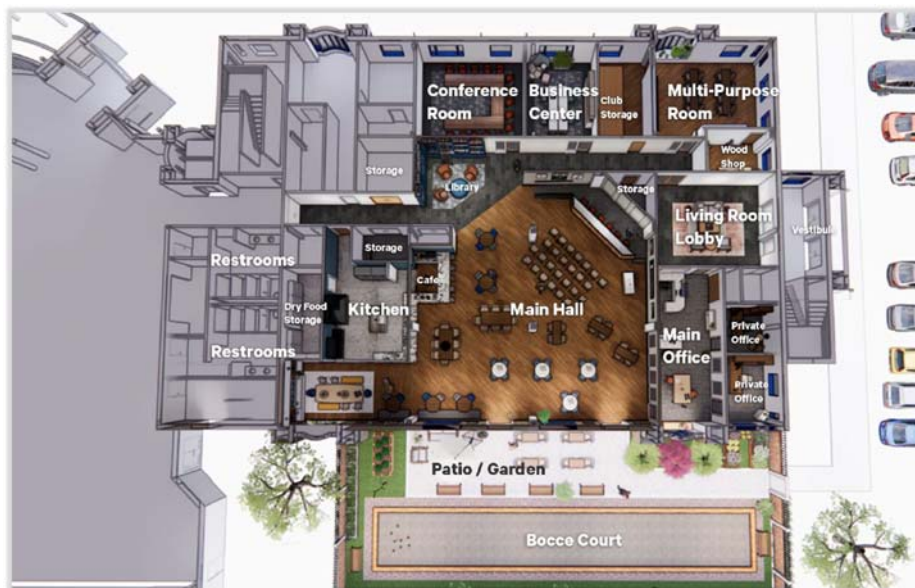 Conference
Room
Business
Center
Club
Storage
Multi-Purpose
Room
Wood
Shop
Storage
Library
Storage
Living Room
Lobby
Vestibule
Restrooms
Storage
Cafe
Dry Food
Storage
Kitchen
Main Hall
Main
Office
Private
Office
Restrooms
Private
Office
Patio / Garden
Bocce Court